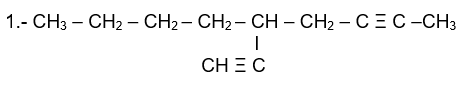 1.- CH₃ – CH₂ – CH₂ – CH₂ – CH – CH₂ – C Ξ C –CH₃
CH Ξ C